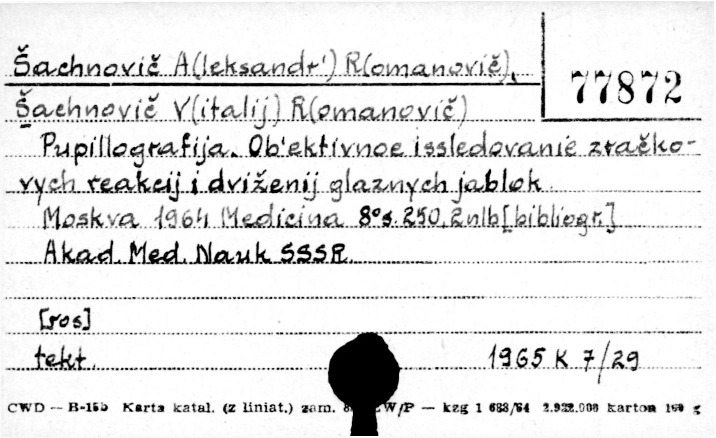 Šachnovič A(leksandr') R(omanovič),
77872
Šachnovič V(italij) R(omanovič)
Pupillografija. Ob'ektivnoe issledovanie zračko-
vych reakcij i dviženij glaznych jablok
Moskva 1964 Medicina 8° s. 250, 2nlb [bibliogr.]
Akad. Med. Nauk SSSR.
[ros]
tekt.
1965 K 7/29
CWD — B-15b Karta katal. (z liniat.) zam. W/P — kzg 1 688/64 2.922.000 karton g